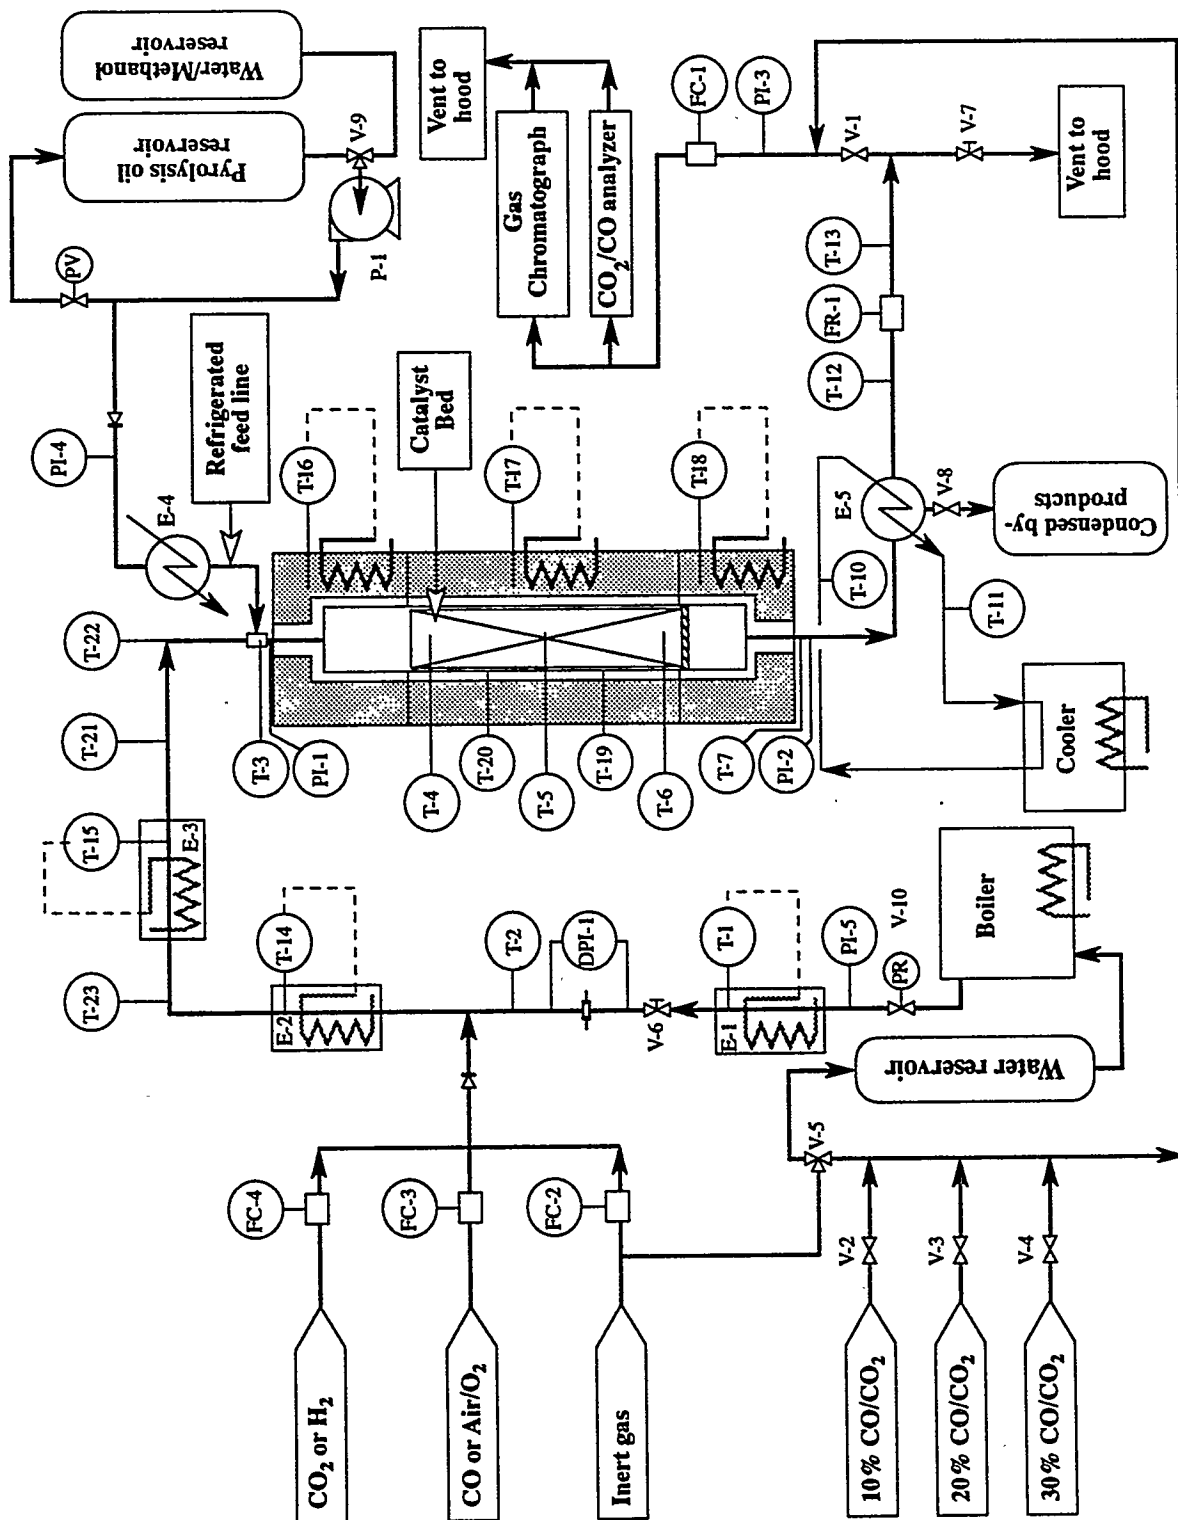 Water/Methanol
reservoir
Pyrolysis oil
reservoir
V-9
P-1
PV
Refrigerated
feed line
PI-4
E-4
Vent to
hood
Gas
Chromatograph
CO2/CO analyzer
FC-1
PI-3
V-1
V-7
Vent to
hood
T-13
FR-1
T-12
Catalyst
Bed
T-16
T-17
T-18
E-5
V-8
Condensed by-
products
T-10
T-11
Cooler
T-22
T-21
T-3
PI-1
T-4
T-20
T-5
T-19
T-6
T-7
PI-2
T-15
E-3
T-23
T-14
E-2
T-2
DPI-1
V-6
T-1
E-1
PI-5
V-10
PR
Boiler
Water reservoir
V-5
FC-4
FC-3
FC-2
V-2
V-3
V-4
CO2 or H2
CO or Air/O2
Inert gas
10% CO/CO2
20% CO/CO2
30% CO/CO2